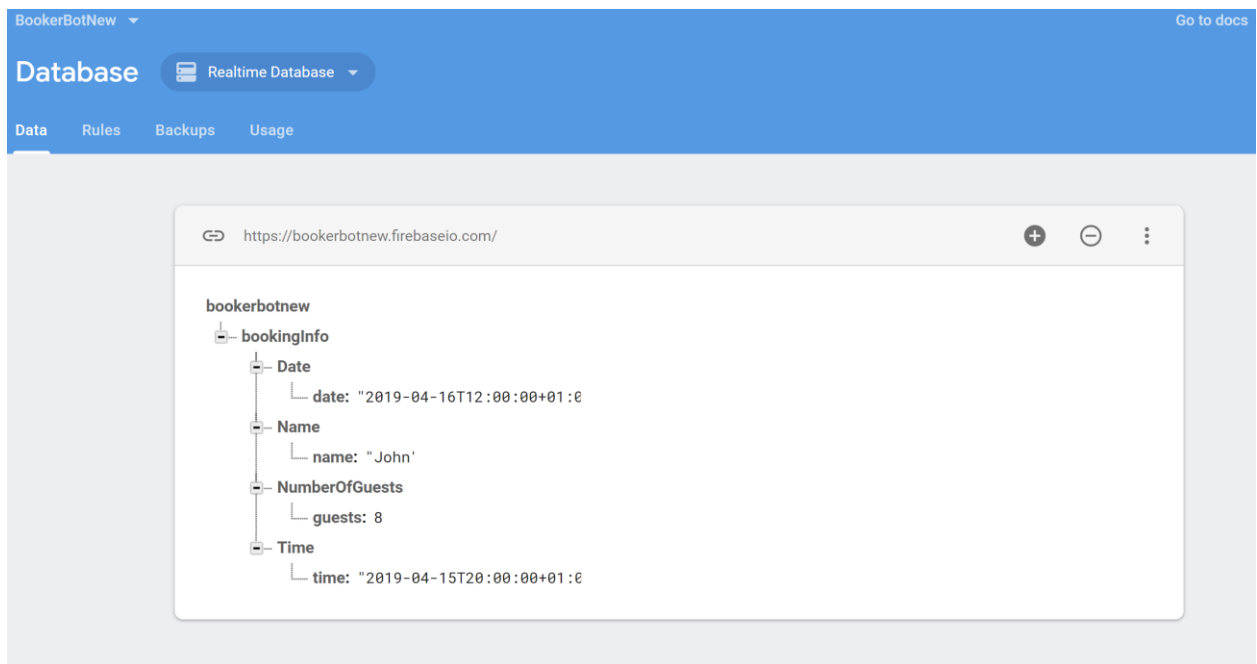 BookerBotNew Go to docs
Database Realtime Database
Data Rules Backups Usage
https://bookerbotnew.firebaseio.com/
bookerbotnew
bookingInfo
Date
date: "2019-04-16T12:00:00+01:0
Name
name: "John'
NumberOfGuests
guests: 8
Time
time: "2019-04-15T20:00:00+01:0